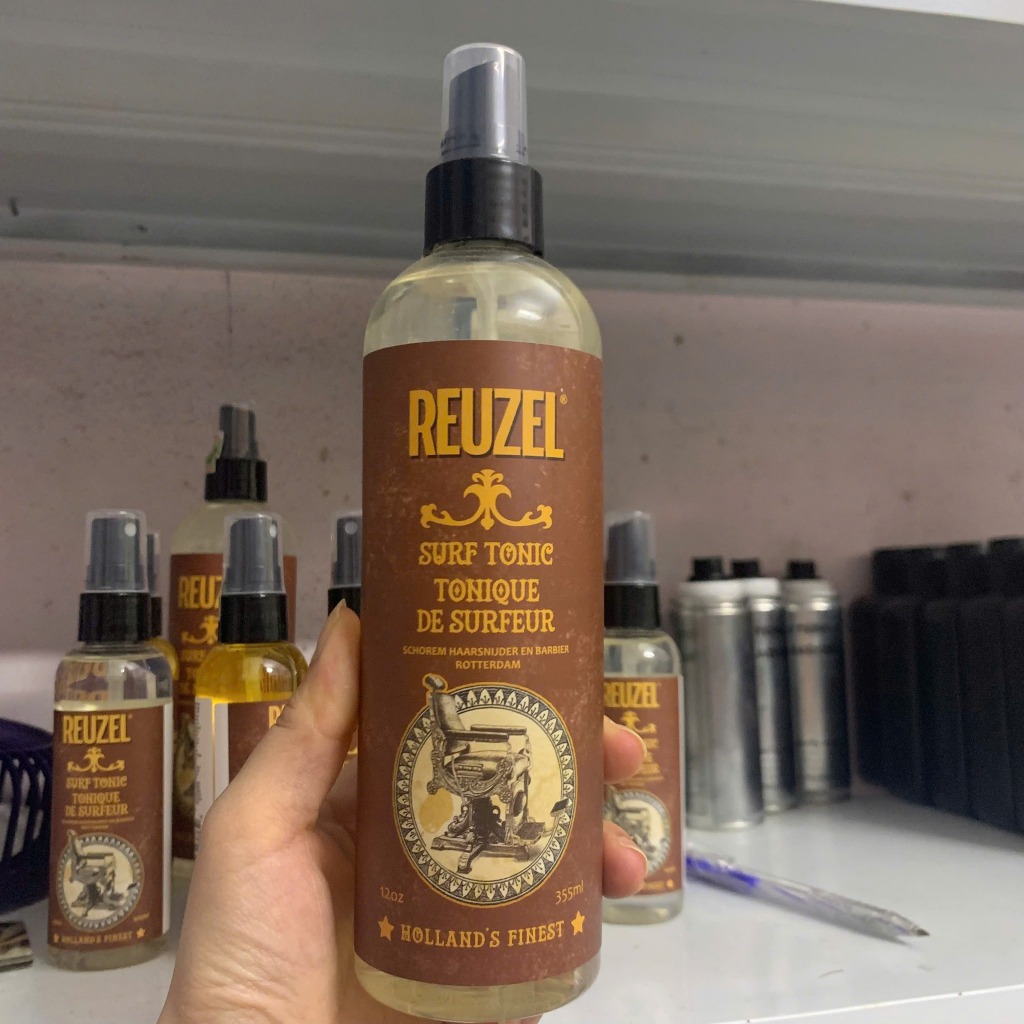 REUZEL®
SURF TONIC
TONIQUE
DE SURFEUR
SCHOREM HAARSNIJDER EN BARBIER
ROTTERDAM
12oz 355ml
HOLLAND'S FINEST
REUZEL
SURF TONIC
TONIQUE
DE SURFEUR
HOLLAND'S FINEST
REUZEL